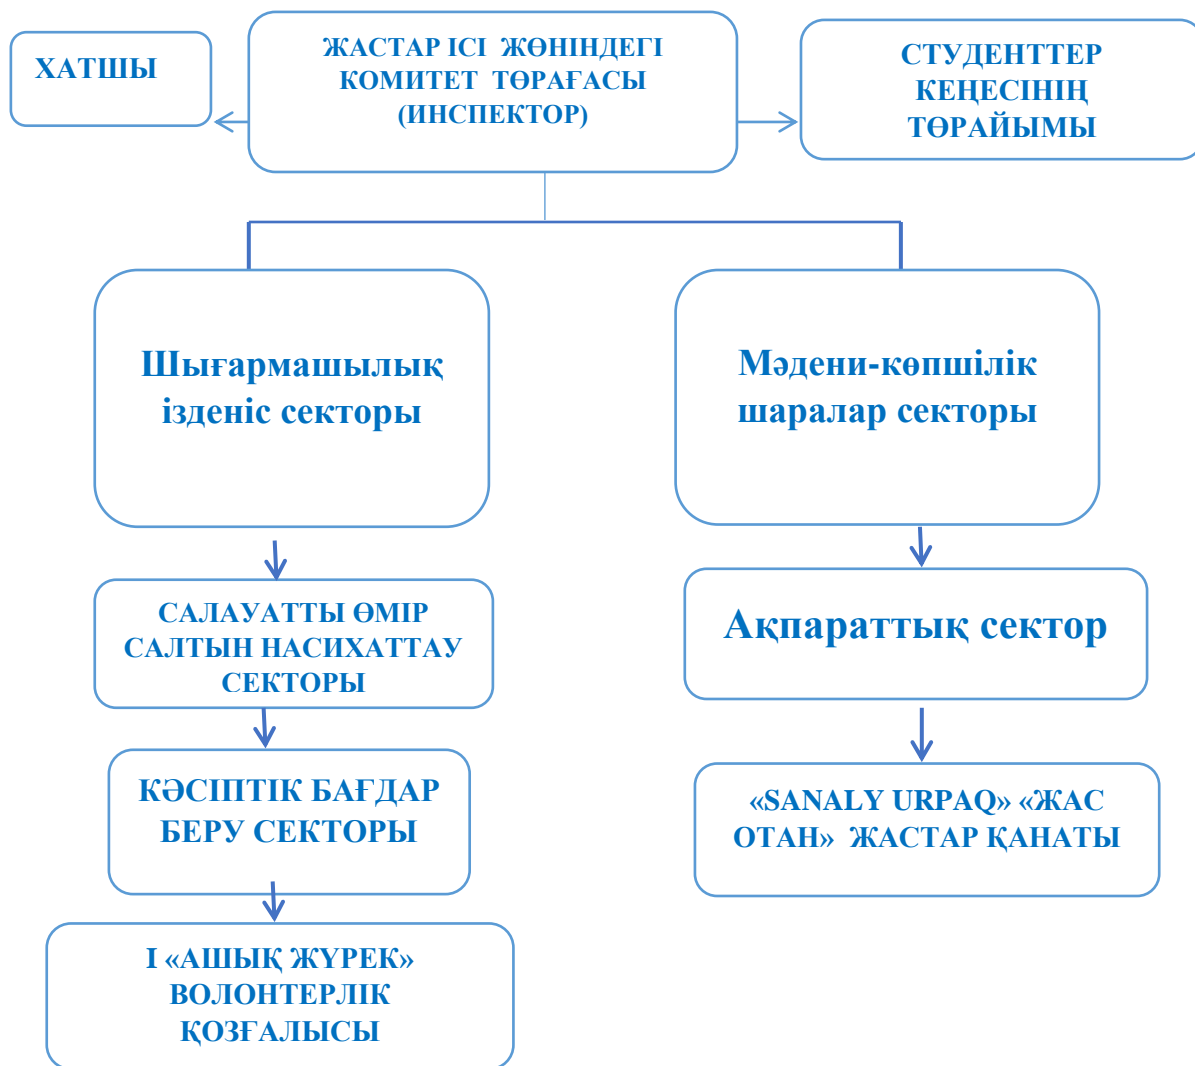 ХАТШЫ
ЖАСТАР ІСІ ЖӨНІНДЕГІ
КОМИТЕТ ТӨРАҒАСЫ
(ИНСПЕКТОР)
СТУДЕНТТЕР
КЕҢЕСІНІҢ
ТӨРАЙЫМЫ
Шығармашылық
ізденіс секторы
Мәдени-көпшілік
шаралар секторы
САЛАУАТТЫ ӨМІР
САЛТЫН НАСИХАТТАУ
СЕКТОРЫ
Ақпараттық сектор
КӘСІПТІК БАҒДАР
БЕРУ СЕКТОРЫ
«SANALY URPAQ» «ЖАС
ОТАН» ЖАСТАР ҚАНАТЫ
І «АШЫҚ ЖҮРЕК»
ВОЛОНТЕРЛІК
ҚОЗҒАЛЫСЫ